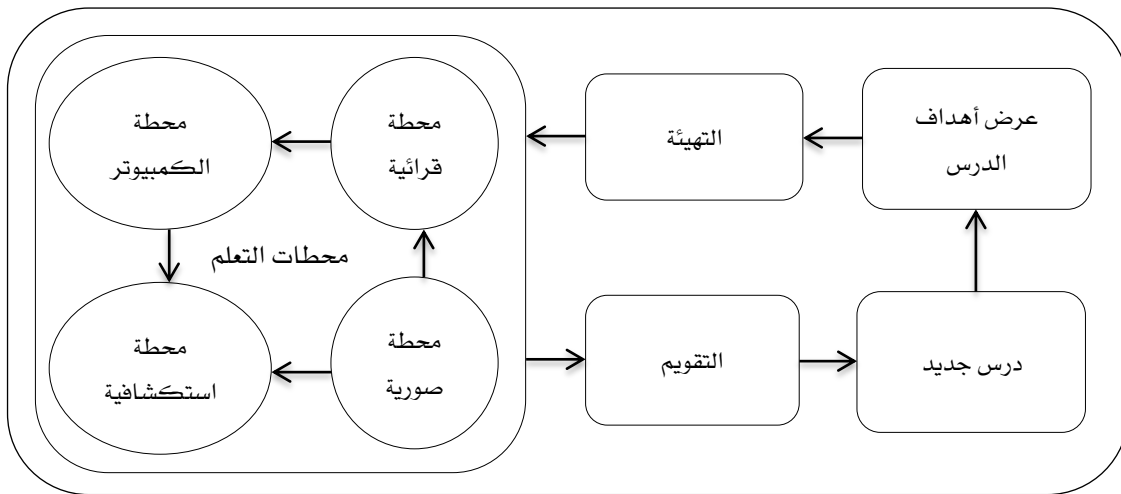 عرض أهداف
الدرس
التهيئة
محطة
قرائية
محطة
الكمبيوتر
محطات التعلم
محطة
صورية
محطة
استكشافية
التقويم
درس جديد